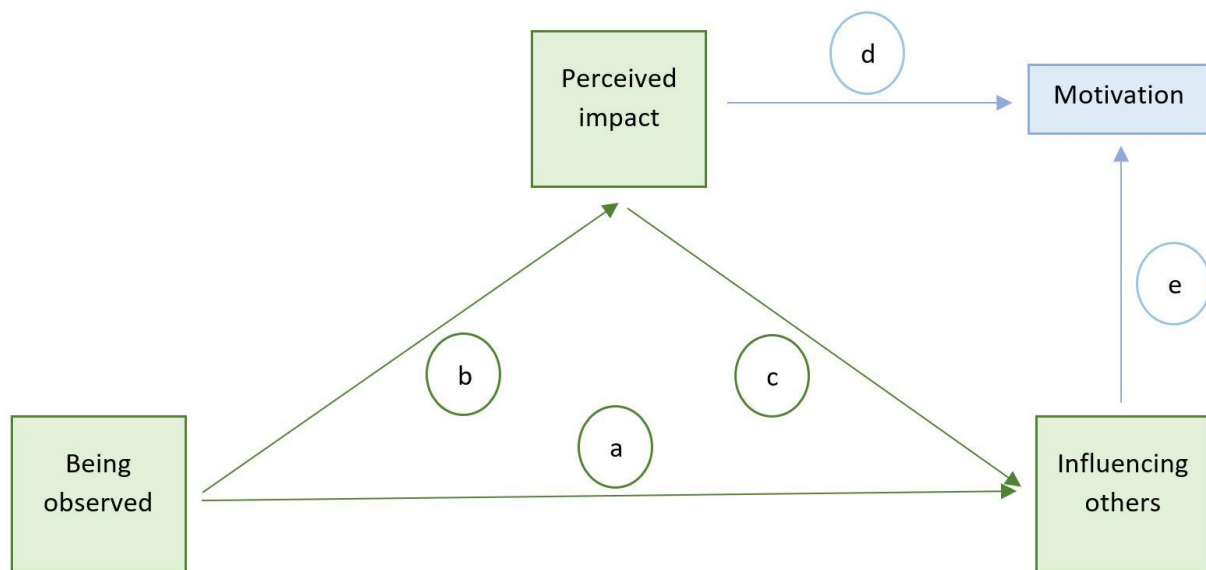 Perceived
impact
d
Motivation
e
b
c
a
Being
observed
Influencing
others